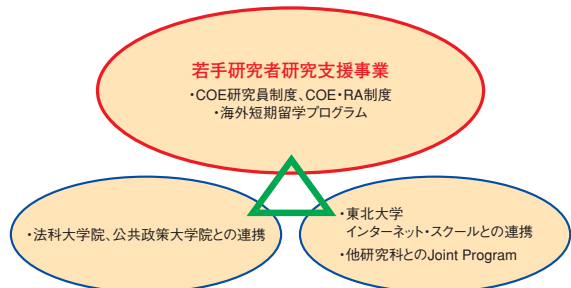 若手研究者研究支援事業
・COE研究員制度、COE・RA制度
・海外短期留学プログラム
・法科大学院、公共政策大学院との連携
・東北大学
インターネット・スクールとの連携
・他研究科とのJoint Program